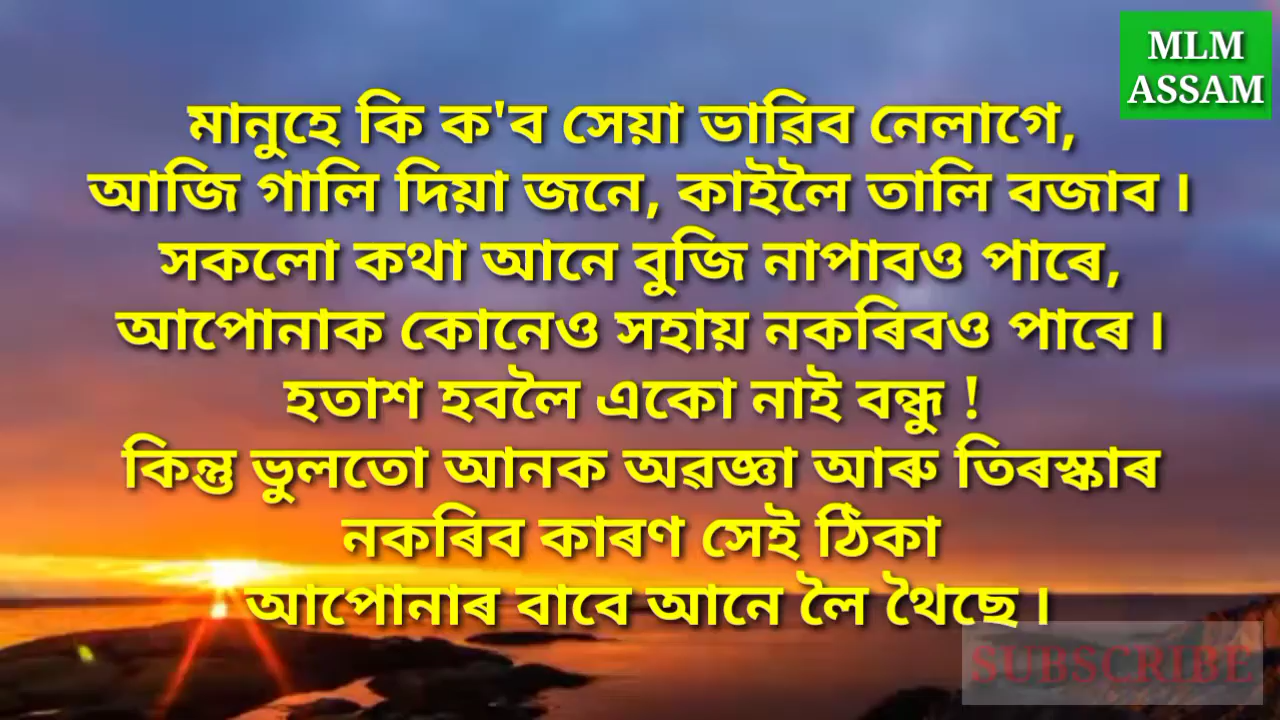 MLM
ASSAM
মানুহে কি ক'ব সেয়া ভাৱিব নেলাগে,
আজি গালি দিয়া জনে, কাইলৈ তালি বজাব ।
সকলো কথা আনে বুজি নাপাবও পাৰে,
আপোনাক কোনেও সহায় নকৰিবও পাৰে ।
হতাশ হবলৈ একো নাই বন্ধু !
কিন্তু ভুলতো আনক অৱজ্ঞা আৰু তিৰস্কাৰ
নকৰিব কাৰণ সেই ঠিকা
আপোনাৰ বাবে আনে লৈ থৈছে ।
SUBSCRIBE